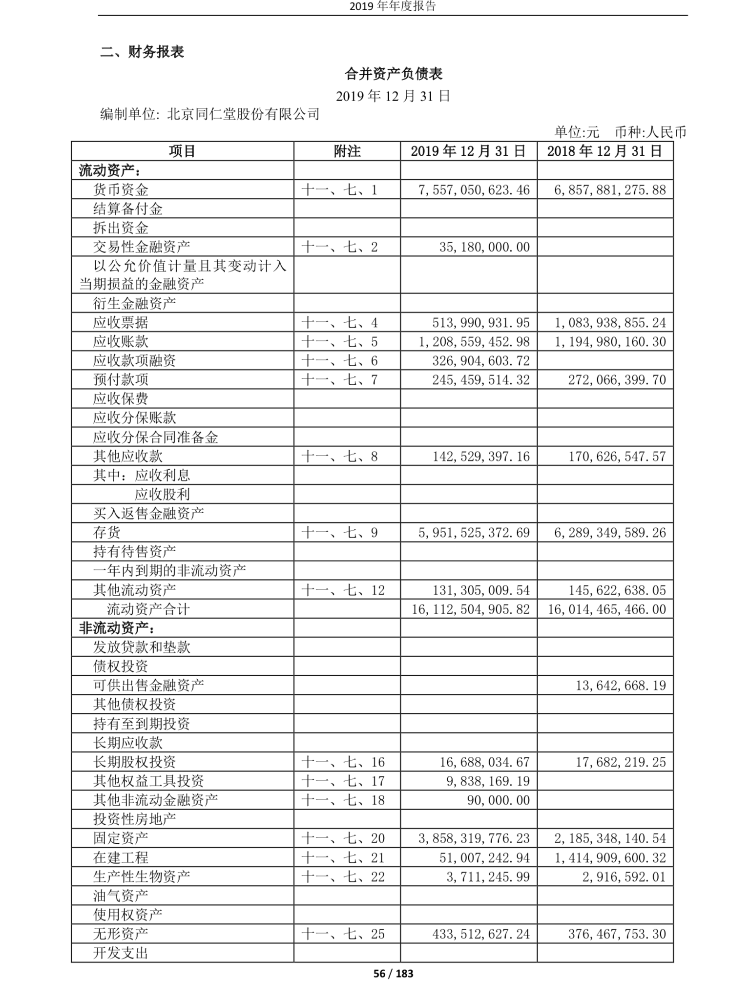 2019 年年度报告
二、财务报表
合并资产负债表
2019 年 12 月 31 日
编制单位: 北京同仁堂股份有限公司
单位:元 币种:人民币
项目 附注 2019 年 12 月 31 日 2018 年 12 月 31 日
流动资产：
货币资金 十一、七、1 7,557,050,623.46 6,857,881,275.88
结算备付金
拆出资金
交易性金融资产 十一、七、2 35,180,000.00
以公允价值计量且其变动计入
当期损益的金融资产
衍生金融资产
应收票据 十一、七、4 513,990,931.95 1,083,938,855.24
应收账款 十一、七、5 1,208,559,452.98 1,194,980,160.30
应收款项融资 十一、七、6 326,904,603.72
预付款项 十一、七、7 245,459,514.32 272,066,399.70
应收保费
应收分保账款
应收分保合同准备金
其他应收款 十一、七、8 142,529,397.16 170,626,547.57
其中：应收利息
应收股利
买入返售金融资产
存货 十一、七、9 5,951,525,372.69 6,289,349,589.26
持有待售资产
一年内到期的非流动资产
其他流动资产 十一、七、12 131,305,009.54 145,622,638.05
流动资产合计 16,112,504,905.82 16,014,465,466.00
非流动资产：
发放贷款和垫款
债权投资
可供出售金融资产 13,642,668.19
其他债权投资
持有至到期投资
长期应收款
长期股权投资 十一、七、16 16,688,034.67 17,682,219.25
其他权益工具投资 十一、七、17 9,838,169.19
其他非流动金融资产 十一、七、18 90,000.00
投资性房地产
固定资产 十一、七、20 3,858,319,776.23 2,185,348,140.54
在建工程 十一、七、21 51,007,242.94 1,414,909,600.32
生产性生物资产 十一、七、22 3,711,245.99 2,916,592.01
油气资产
使用权资产
无形资产 十一、七、25 433,512,627.24 376,467,753.30
开发支出
56 / 183